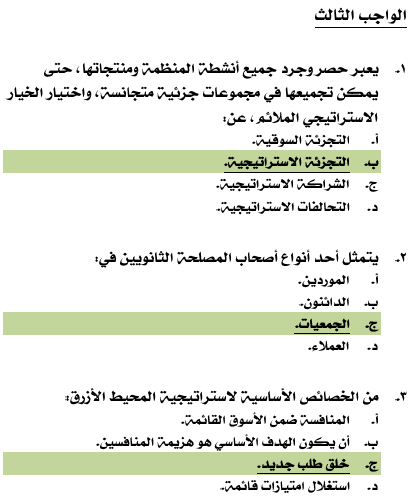 الواجب الثالث
١. يعبر حصر وجرد جميع أنشطة المنظمة ومنتجاتها، حتى
يمكن تجميعها في مجموعات جزئية متجانسة، واختيار الخيار
الاستراتيجي الملائم، عن:
أ. التجزئة السوقية.
ب. التجزئة الاستراتيجية.
ج. الشراكة الاستراتيجية.
د. التحالفات الاستراتيجية.
٢. يتمثل أحد أنواع أصحاب المصلحة الثانويين في:
أ. الموردين.
ب. الدائنون.
ج. الجمعيات.
د. العملاء.
٣. من الخصائص الأساسية لاستراتيجية المحيط الأزرق:
أ. المنافسة ضمن الأسوق القائمة.
ب. أن يكون الهدف الأساسي هو هزيمة المنافسين.
ج. خلق طلب جديد.
د. استغلال امتيازات قائمة.